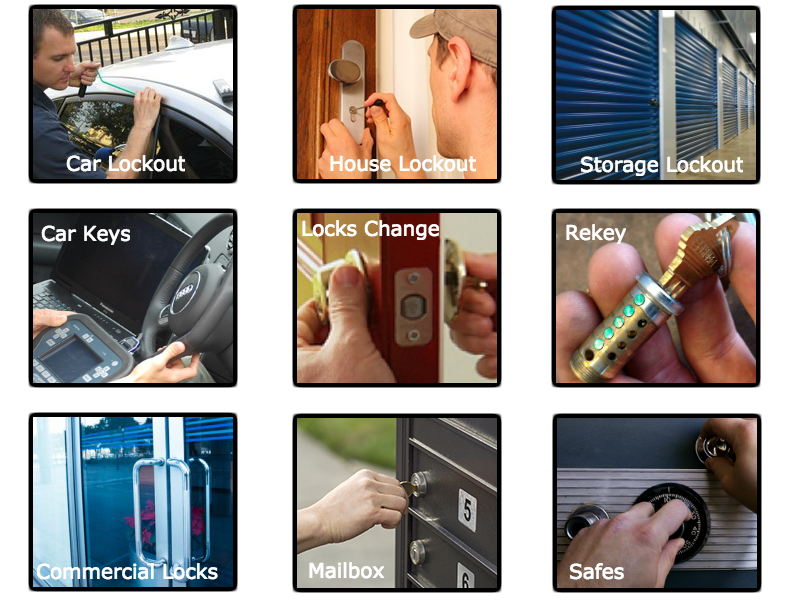 Car Lockout
House Lockout
Storage Lockout
Car Keys
Locks Change
Rekey
Commercial Locks
Mailbox
5
6
Safes